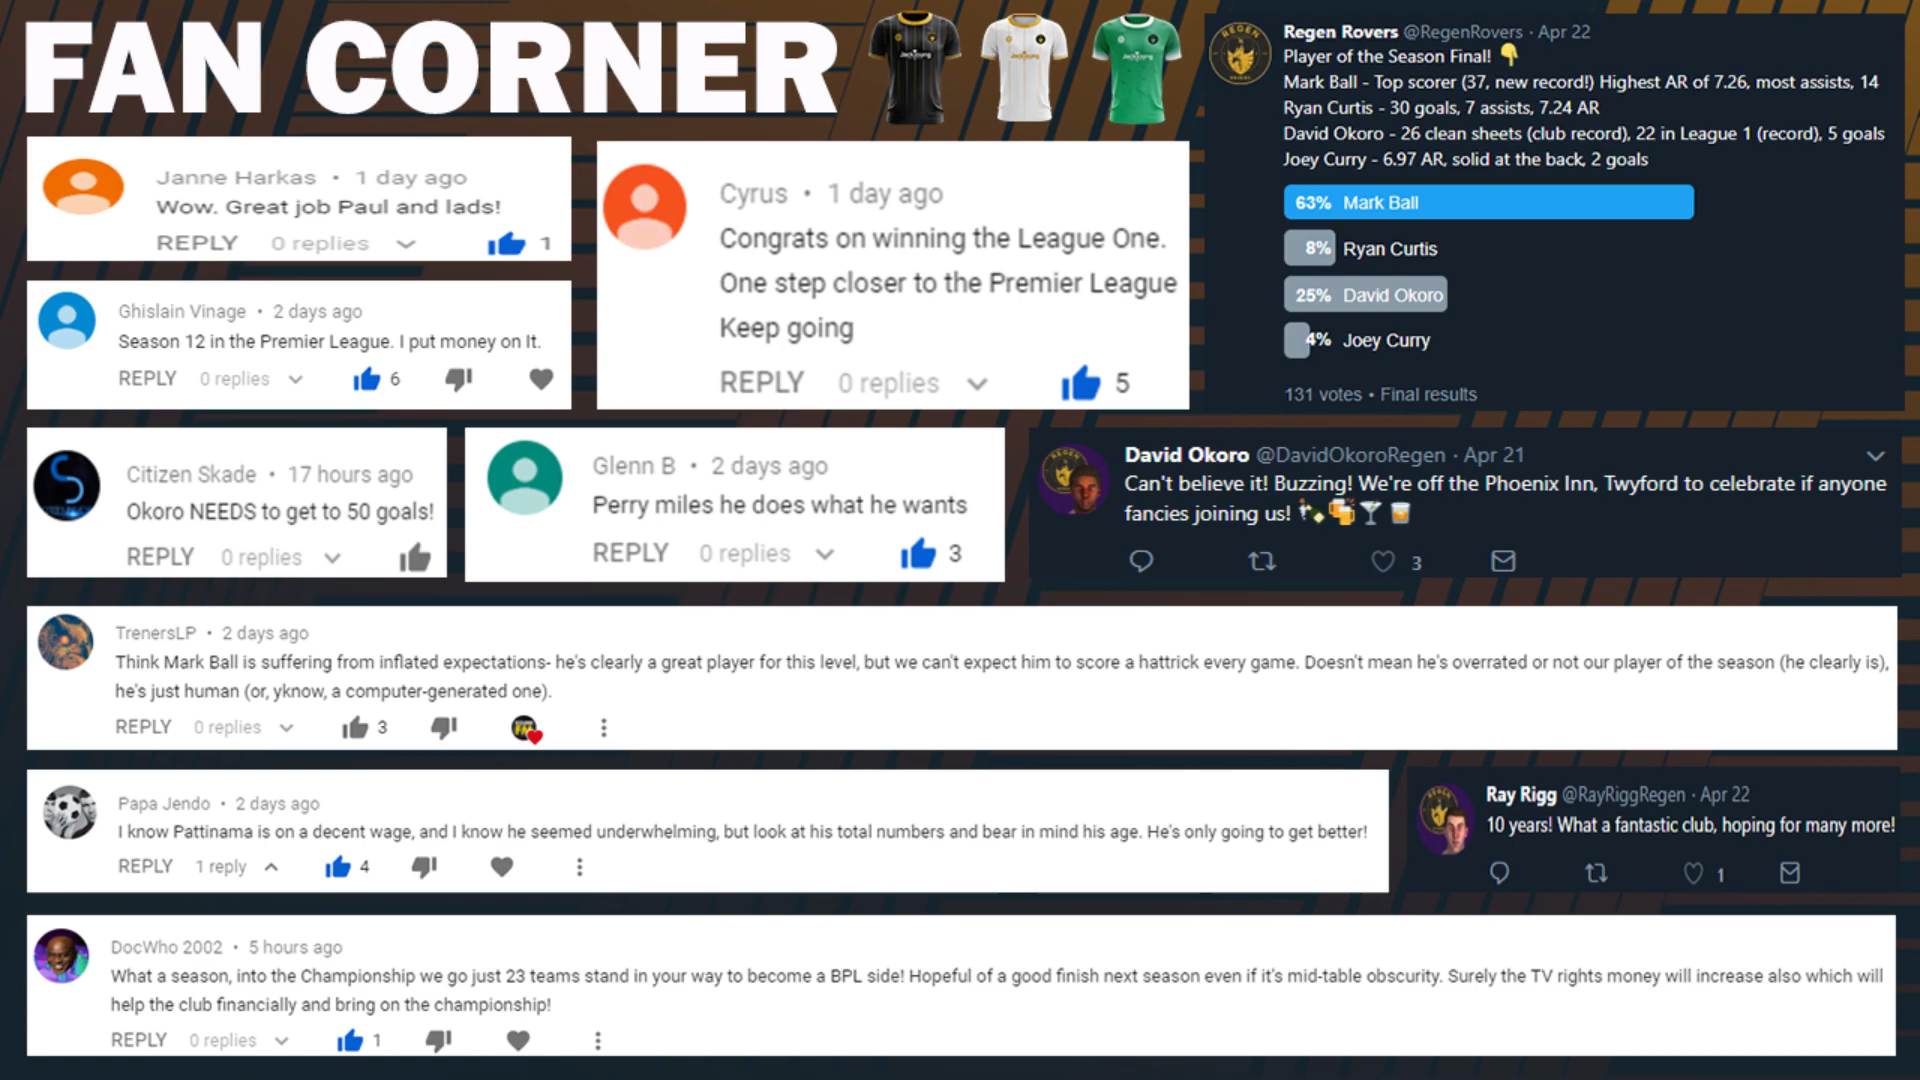 FAN CORNER
Janne Harkas • 1 day ago
Wow. Great job Paul and lads!
REPLY 0 replies 1
Ghislain Vinage • 2 days ago
Season 12 in the Premier League. I put money on It.
REPLY 0 replies 6
Cyrus • 1 day ago
Congrats on winning the League One.
One step closer to the Premier League
Keep going
REPLY 0 replies 5
Regen Rovers @RegenRovers · Apr 22
Player of the Season Final! 👇
Mark Ball - Top scorer (37, new record!) Highest AR of 7.26, most assists, 14
Ryan Curtis - 30 goals, 7 assists, 7.24 AR
David Okoro - 26 clean sheets (club record), 22 in League 1 (record), 5 goals
Joey Curry - 6.97 AR, solid at the back, 2 goals
63% Mark Ball
8% Ryan Curtis
25% David Okoro
4% Joey Curry
131 votes • Final results
Citizen Skade • 17 hours ago
Okoro NEEDS to get to 50 goals!
REPLY 0 replies
Glenn B • 2 days ago
Perry miles he does what he wants
REPLY 0 replies 3
David Okoro @DavidOkoroRegen · Apr 21
Can't believe it! Buzzing! We're off the Phoenix Inn, Twyford to celebrate if anyone
fancies joining us! 🍾🍻🍸🥃
3
TrenersLP • 2 days ago
Think Mark Ball is suffering from inflated expectations- he's clearly a great player for this level, but we can't expect him to score a hattrick every game. Doesn't mean he's overrated or not our player of the season (he clearly is),
he's just human (or, yknow, a computer-generated one).
REPLY 0 replies 3
Papa Jendo • 2 days ago
I know Pattinama is on a decent wage, and I know he seemed underwhelming, but look at his total numbers and bear in mind his age. He's only going to get better!
REPLY 1 reply 4
Ray Rigg @RayRiggRegen · Apr 22
10 years! What a fantastic club, hoping for many more!
1
DocWho 2002 • 5 hours ago
What a season, into the Championship we go just 23 teams stand in your way to become a BPL side! Hopeful of a good finish next season even if it's mid-table obscurity. Surely the TV rights money will increase also which will
help the club financially and bring on the championship!
REPLY 0 replies 1